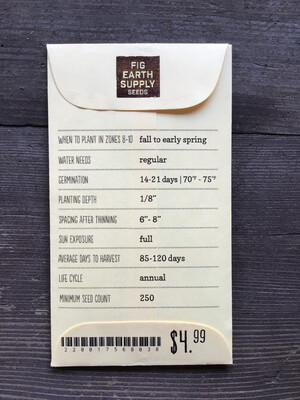 FIG
EARTH
SUPPLY
SEEDS
WHEN TO PLANT IN ZONES 8-10 fall to early spring
WATER NEEDS regular
GERMINATION 14-21 days | 70°F - 75°F
PLANTING DEPTH 1/8"
SPACING AFTER THINNING 6"- 8"
SUN EXPOSURE full
AVERAGE DAYS TO HARVEST 85-120 days
LIFE CYCLE annual
MINIMUM SEED COUNT 250
$4.99